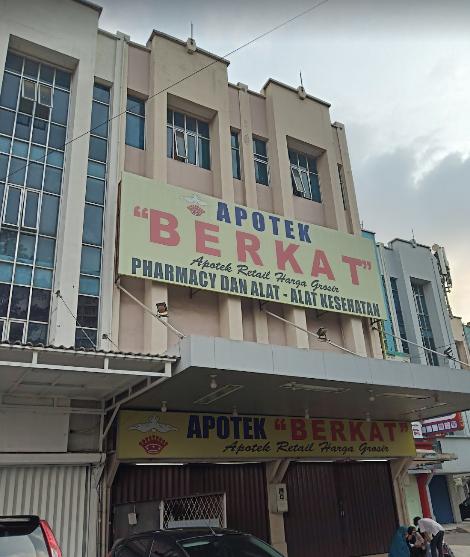 APOTEK
"BERKAT"
Apotek Retail Harga Grosir
PHARMACY DAN ALAT - ALAT KESEHATAN
APOTEK "BERKAT"
Apotek Retail Harga Grosir